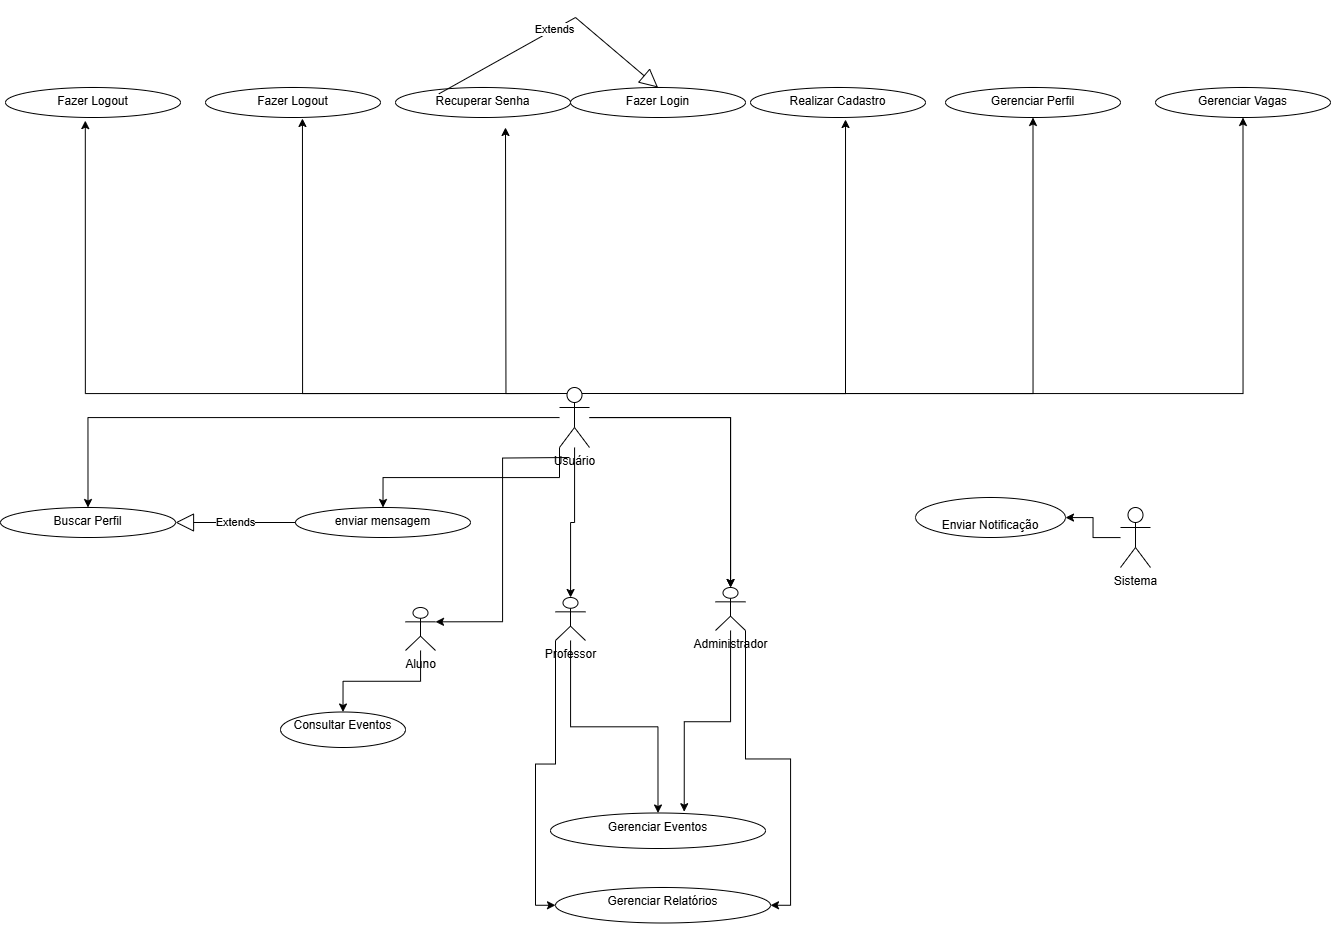 Extends
Fazer Logout
Fazer Logout
Recuperar Senha
Fazer Login
Realizar Cadastro
Gerenciar Perfil
Gerenciar Vagas
Usuário
Buscar Perfil
Extends
enviar mensagem
Enviar Notificação
Sistema
Aluno
Professor
Administrador
Consultar Eventos
Gerenciar Eventos
Gerenciar Relatórios